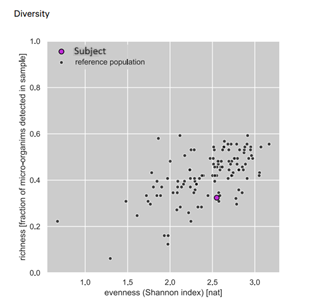 Diversity
Subject
reference population
1,0
0,8
0,6
0,4
0,2
0,0
1,0 1,5 2,0 2,5 3,0
richness [fraction of micro-organims detected in sample]
evenness (Shannon index) [nat]